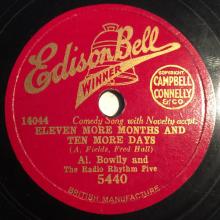 Edison Bell
WINNER
COPYRIGHT
CAMPBELL
CONNELLY
& CO
14044 Comedy Song with Novelty accpt.
ELEVEN MORE MONTHS AND
TEN MORE DAYS
(A. Fields, Fred Hall)
Al. Bowlly and
The Radio Rhythm Five
5440
BRITISH MANUFACTURE